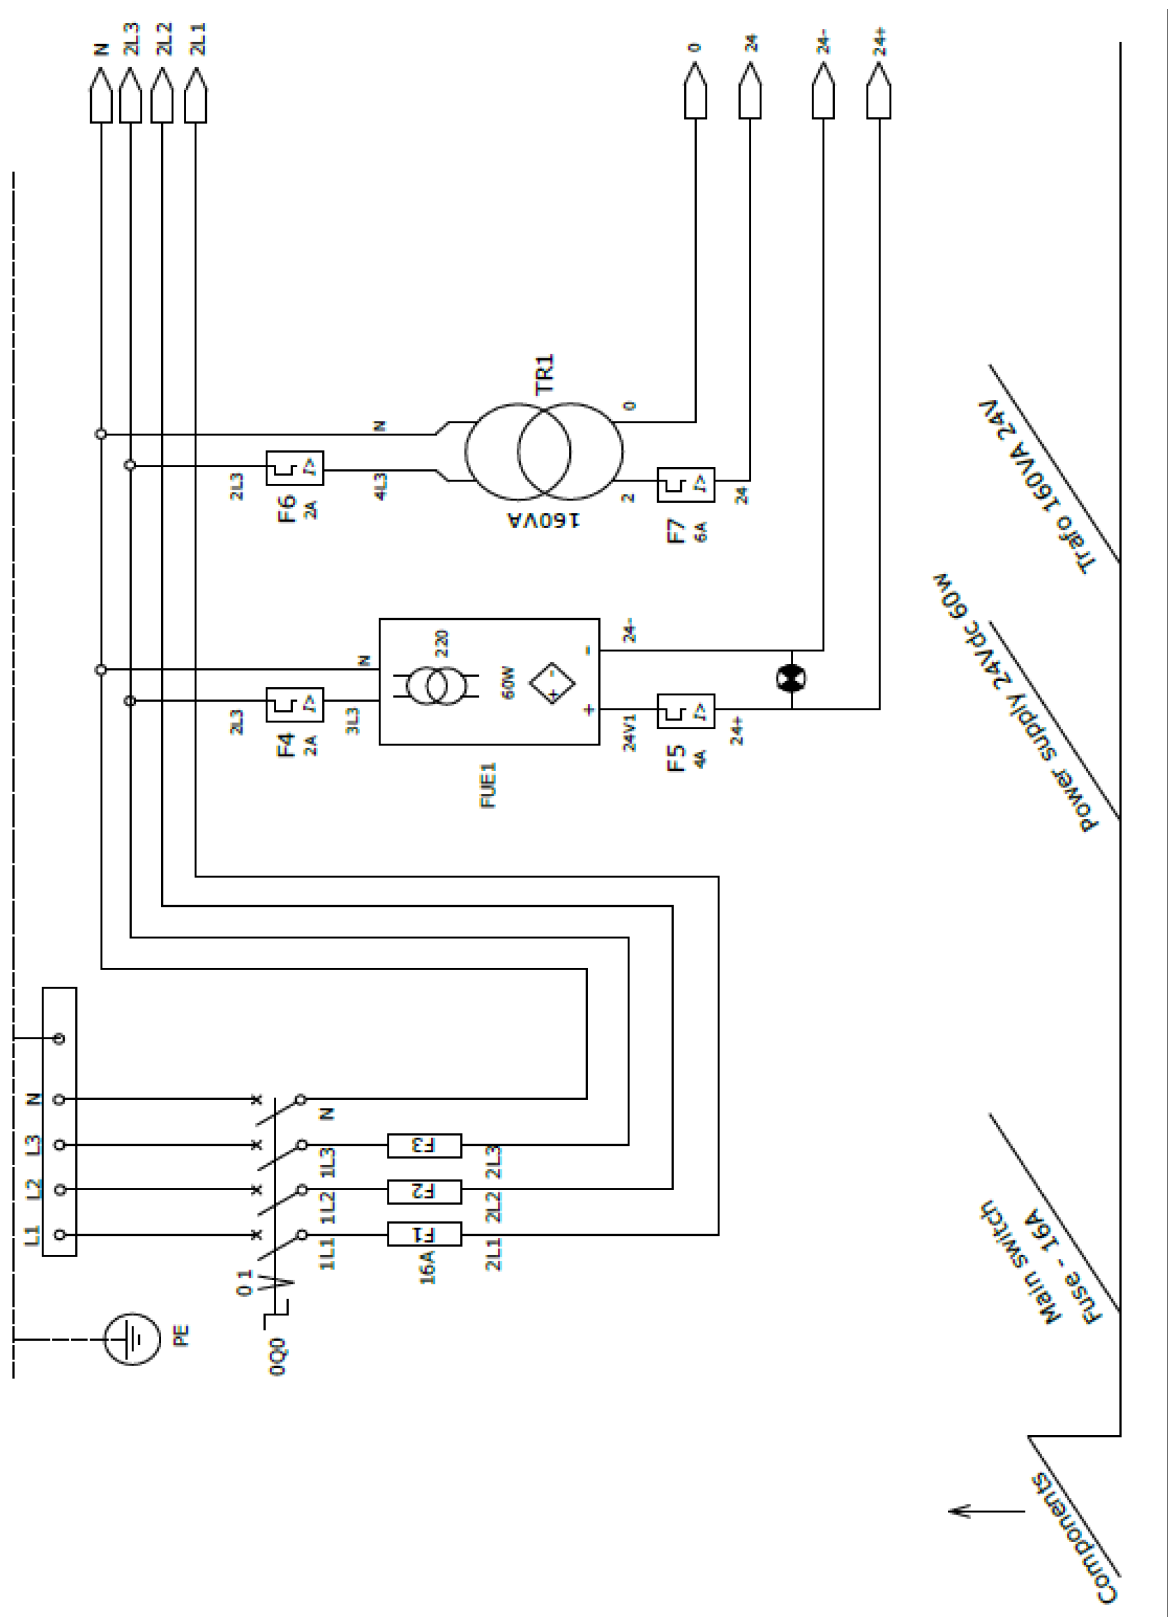 L1
L2
L3
N
PE
0 1
0Q0
1L1
1L2
1L3
N
F1
F2
F3
16A
2L1
2L2
2L3
N
2L3
2L2
2L1
2L3
F4
2A
3L3
N
220
60W
FUE1
+
-
+
-
24V1
24-
F5
4A
24+
2L3
F6
2A
4L3
N
TR1
160VA
2
0
F7
6A
24
0
24
24-
24+
I>
I>
I>
I>
Components
Main switch
Fuse - 16A
Power supply 24Vdc 60w
Trafo 160VA 24V